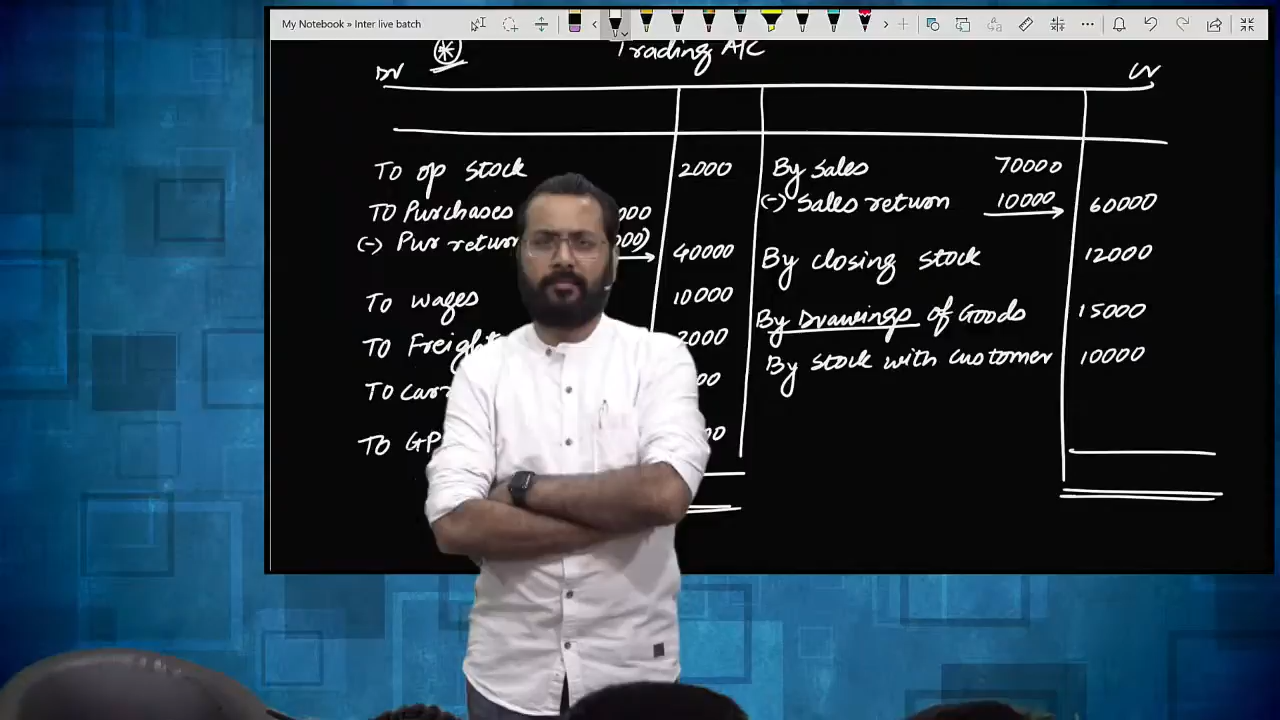 My Notebook » Inter live batch
Trading A/C
Dr Cr
To op stock 2000 By Sales 70000
To Purchases (-) Sales return 10000 60000
(-) Pur return 40000 By closing stock 12000
To wages 10000 By Drawings of Goods 15000
To Freight 2000 By Stock with customer 10000
To GP